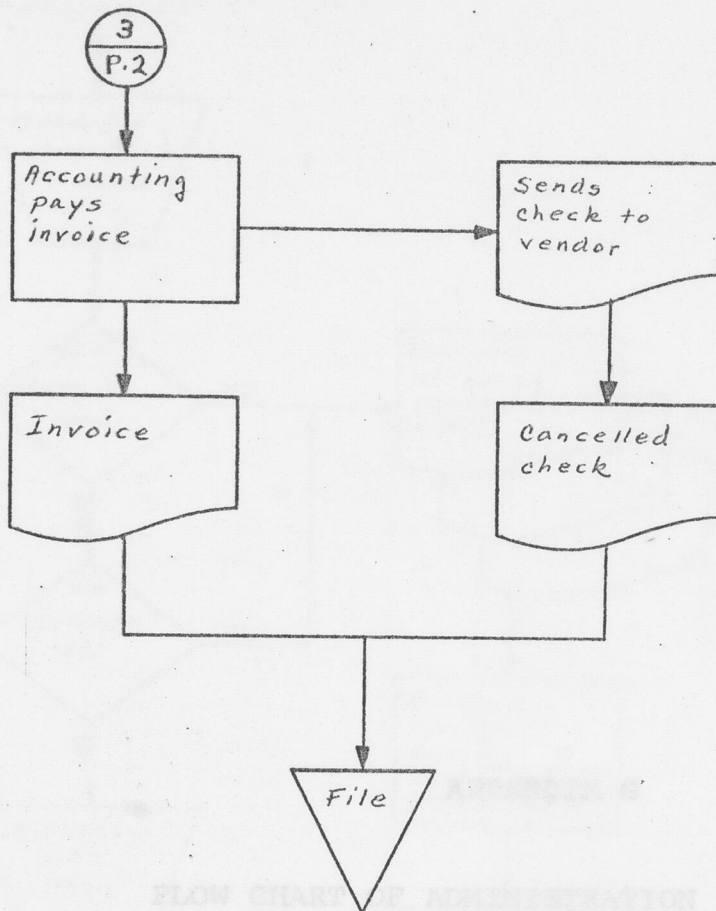 3
P.2
Accounting
pays
invoice
Sends
check to
vendor
Invoice
Cancelled
check
File
APPENDIX G
FLOW CHART OF ADMINISTRATION